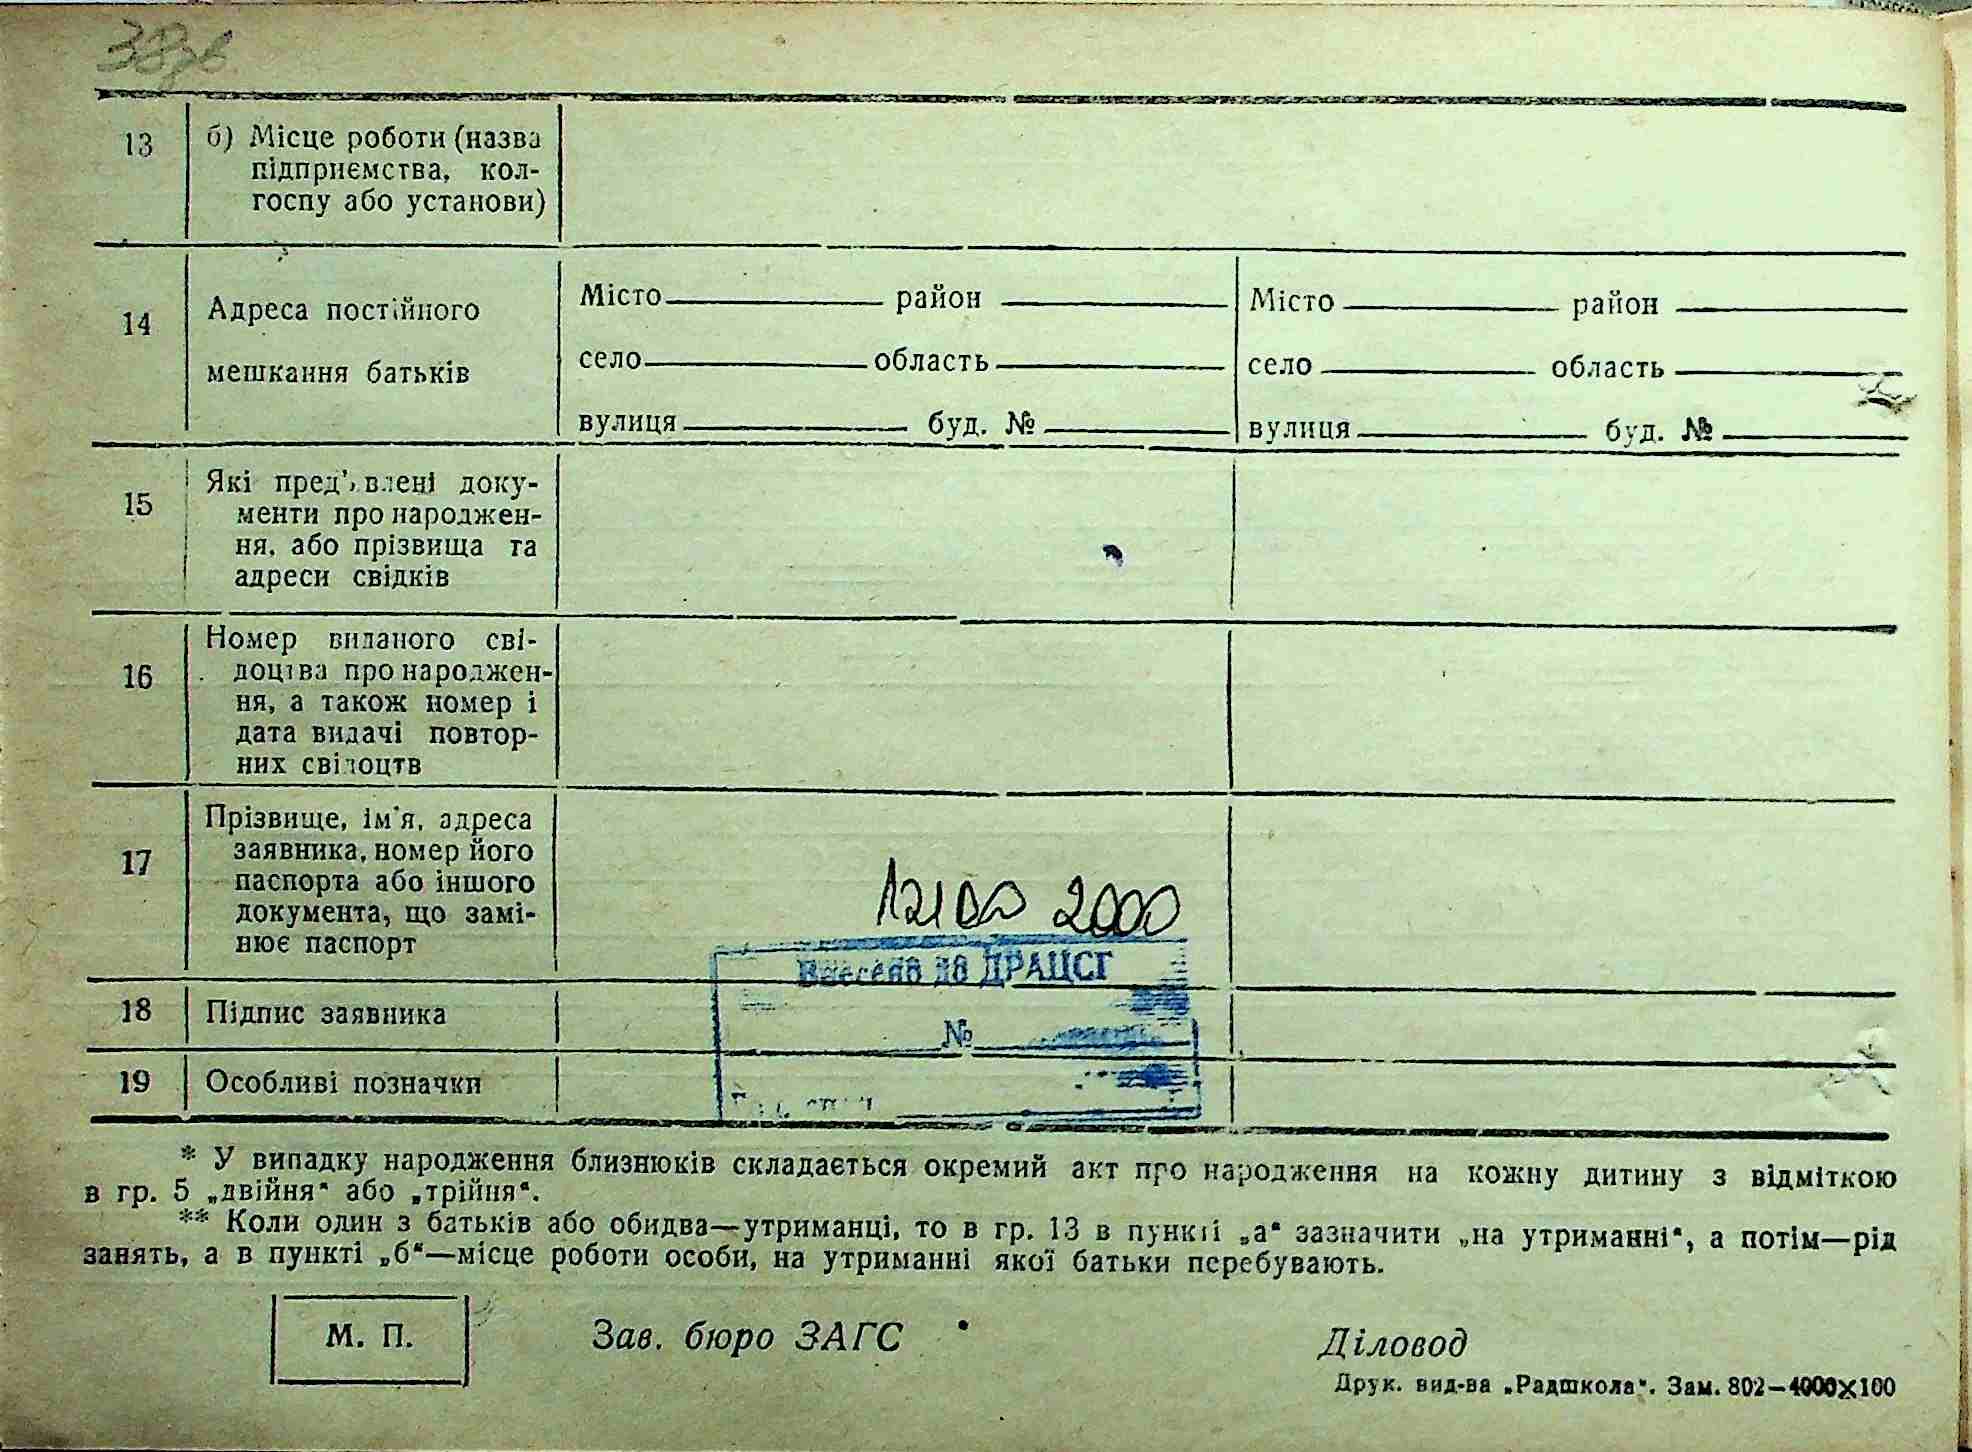 38зв
13 б) Місце роботи (назва
підприємства, кол-
госпу або установи)
14 Адреса постійного
мешкання батьків
Місто район Місто район
село область село область
вулиця буд. № вулиця буд. №
15 Які пред'явлені доку-
менти про народжен-
ня, або прізвища та
адреси свідків
16 Номер виданого сві-
доцтва про народжен-
ня, а також номер і
дата видачі повтор-
них свідоцтв
17 Прізвище, ім'я, адреса
заявника, номер його
паспорта або іншого
документа, що замі-
нює паспорт
2000
Внесено до ДРАЦСГ
№
18 Підпис заявника
19 Особливі позначки
* У випадку народження близнюків складається окремий акт про народження на кожну дитину з відміткою
в гр. 5 „двійня“ або „трійня“.
** Коли один з батьків або обидва—утриманці, то в гр. 13 в пункті „а“ зазначити „на утриманні“, а потім—рід
занять, а в пункті „б“—місце роботи особи, на утриманні якої батьки перебувають.
М. П. Зав. бюро ЗАГС Діловод
Друк. вид-ва „Радшкола“. Зам. 802—4000×100